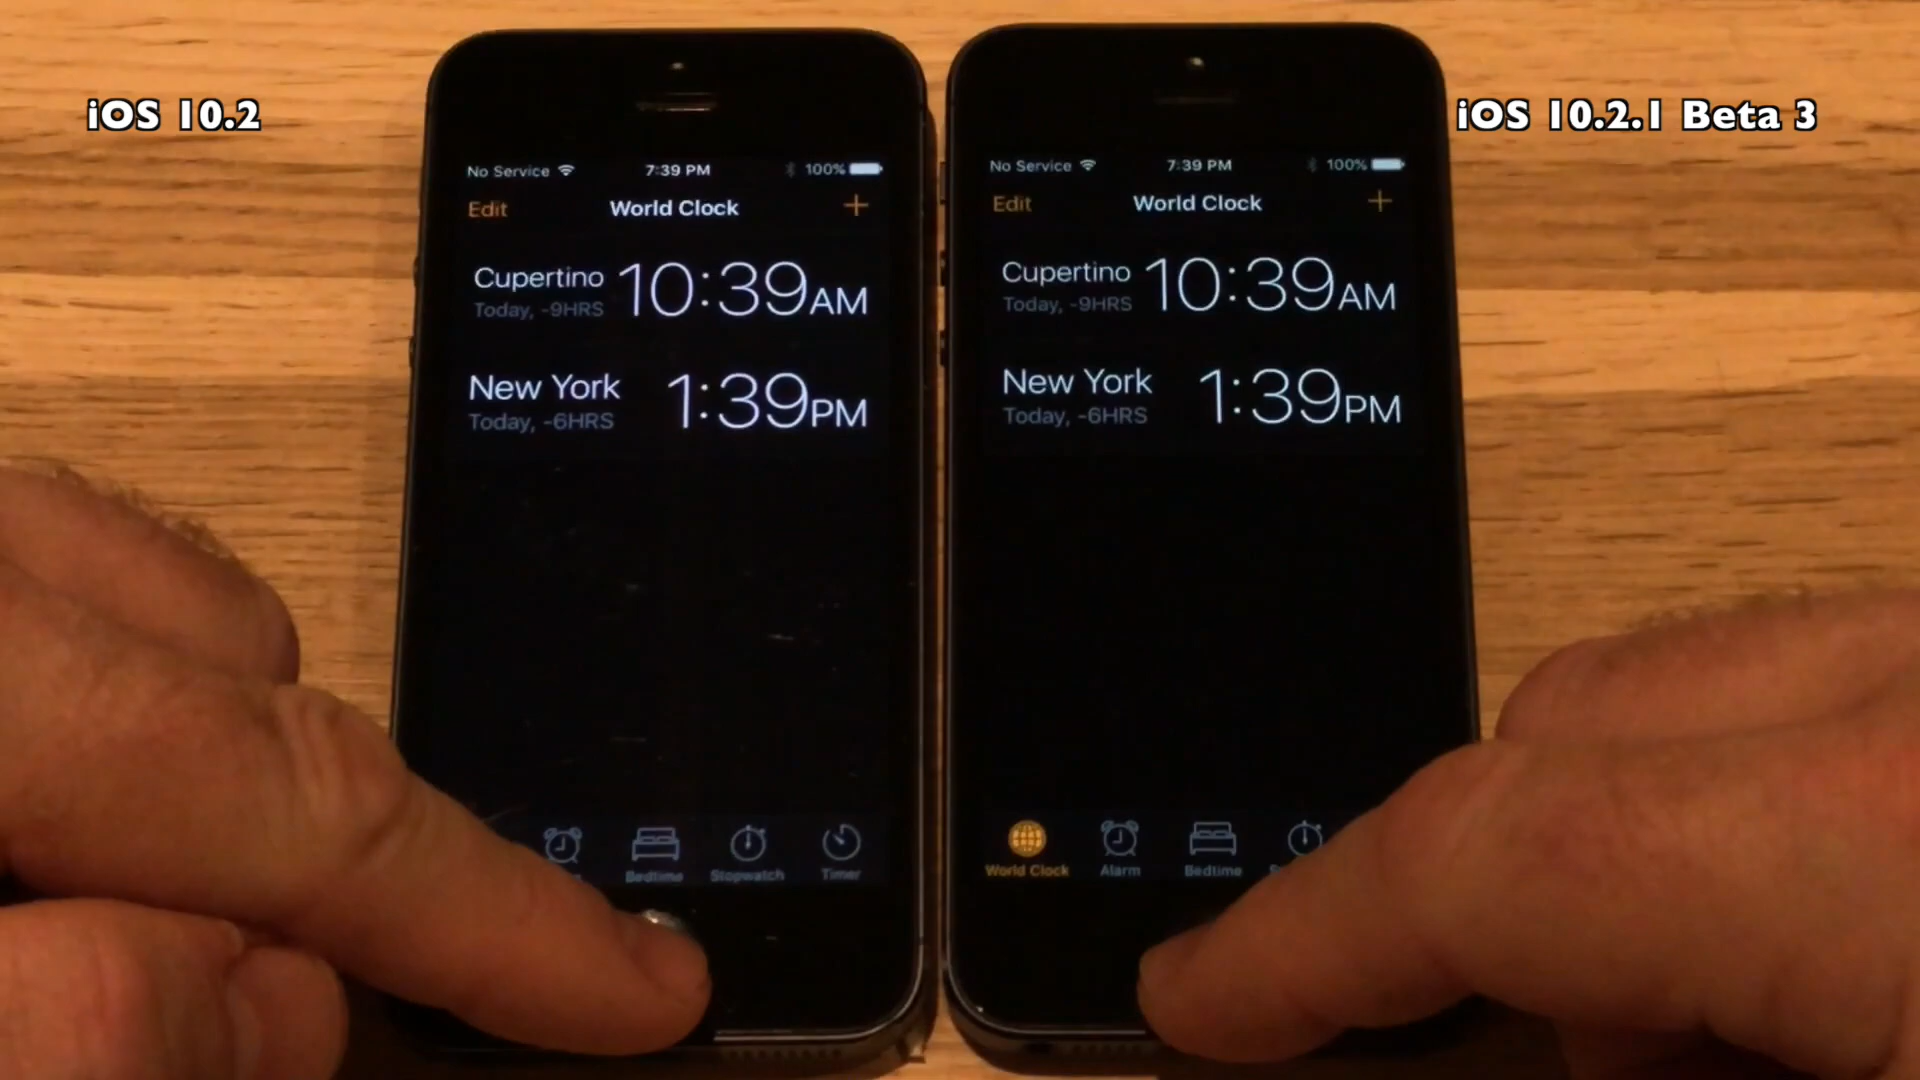 iOS 10.2
iOS 10.2.1 Beta 3
No Service 7:39 PM 100%
Edit World Clock +
Cupertino 10:39AM
Today, -9HRS
New York 1:39PM
Today, -6HRS
Bedtime Stopwatch Timer
No Service 7:39 PM 100%
Edit World Clock +
Cupertino 10:39AM
Today, -9HRS
New York 1:39PM
Today, -6HRS
World Clock Alarm Bedtime